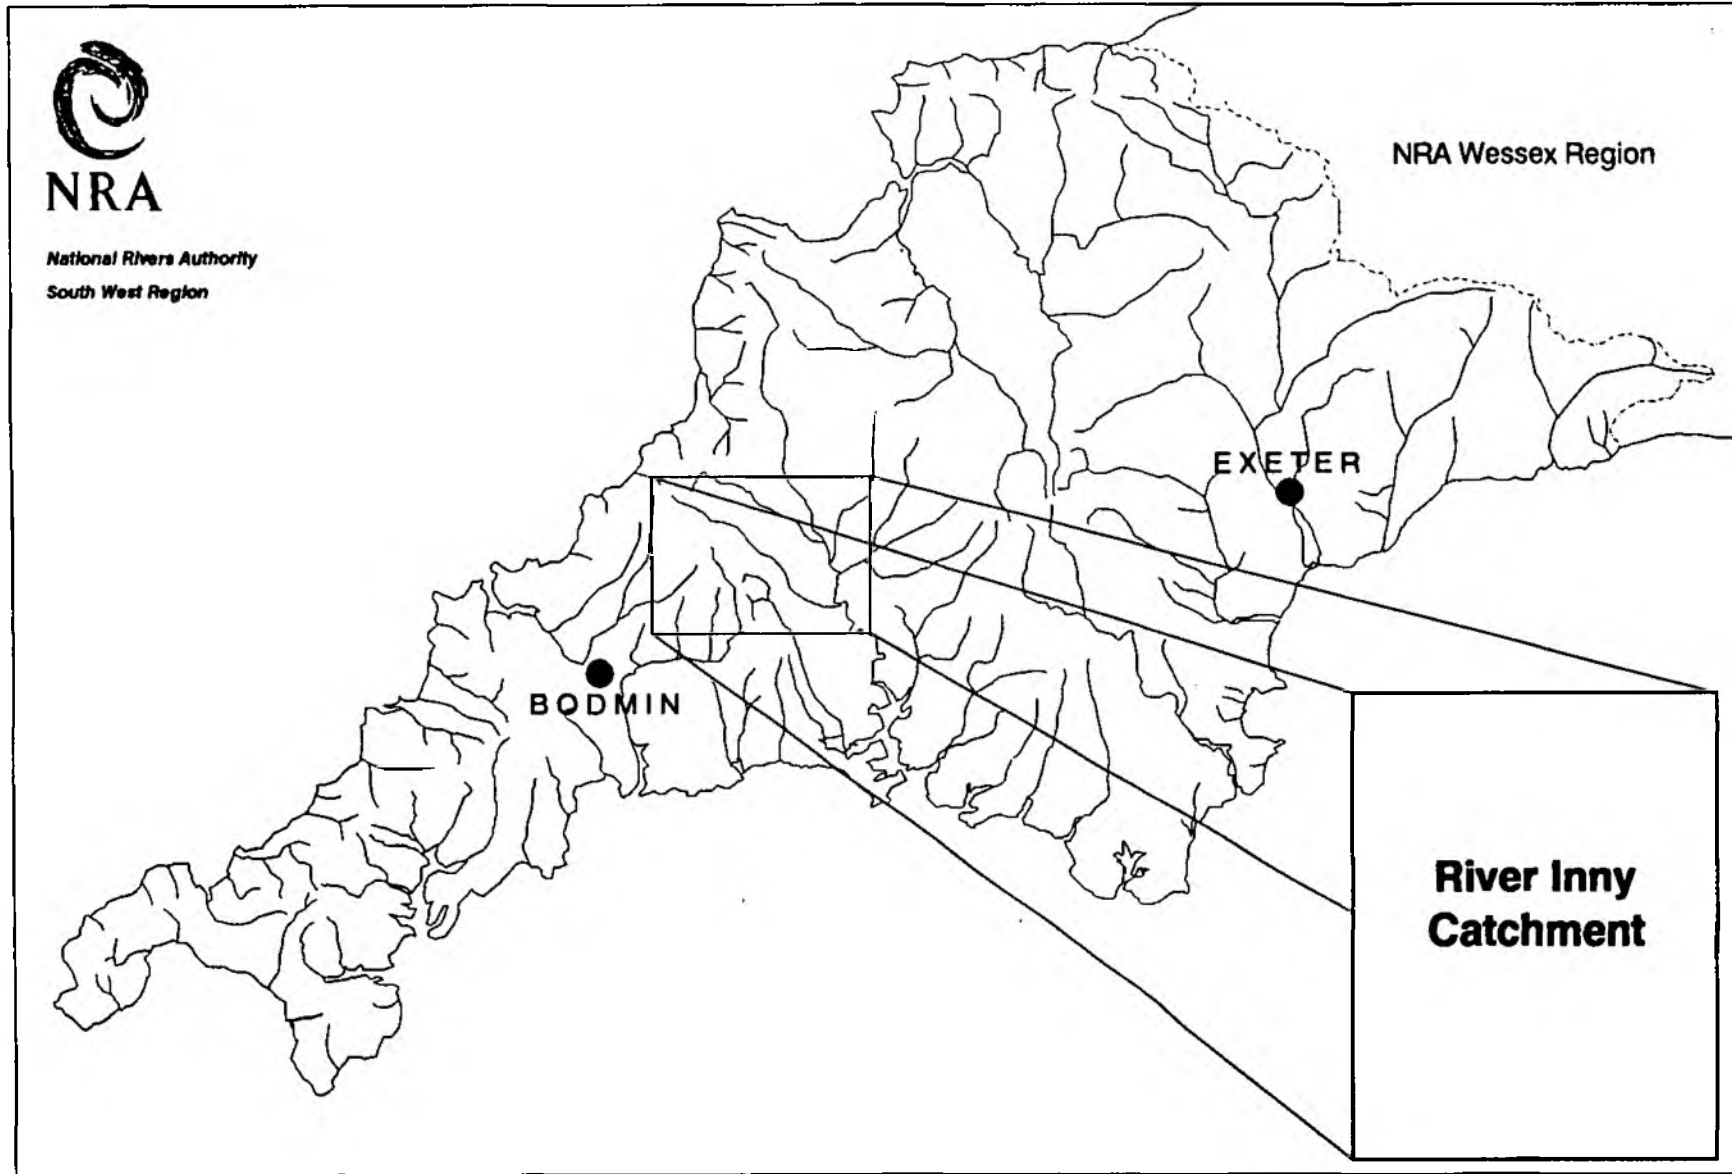 NRA
National Rivers Authority
South West Region
NRA Wessex Region
EXETER
BODMIN
River Inny
Catchment